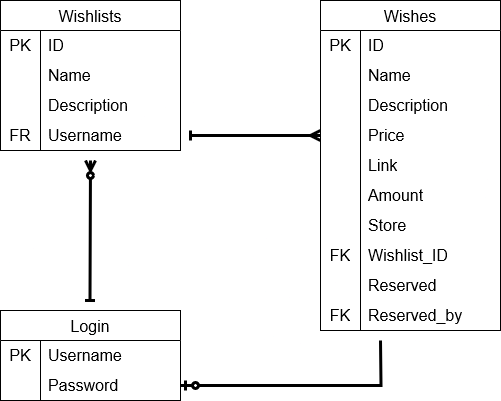 Wishlists
PK ID
Name
Description
FR Username
Wishes
PK ID
Name
Description
Price
Link
Amount
Store
FK Wishlist_ID
Reserved
FK Reserved_by
Login
PK Username
Password